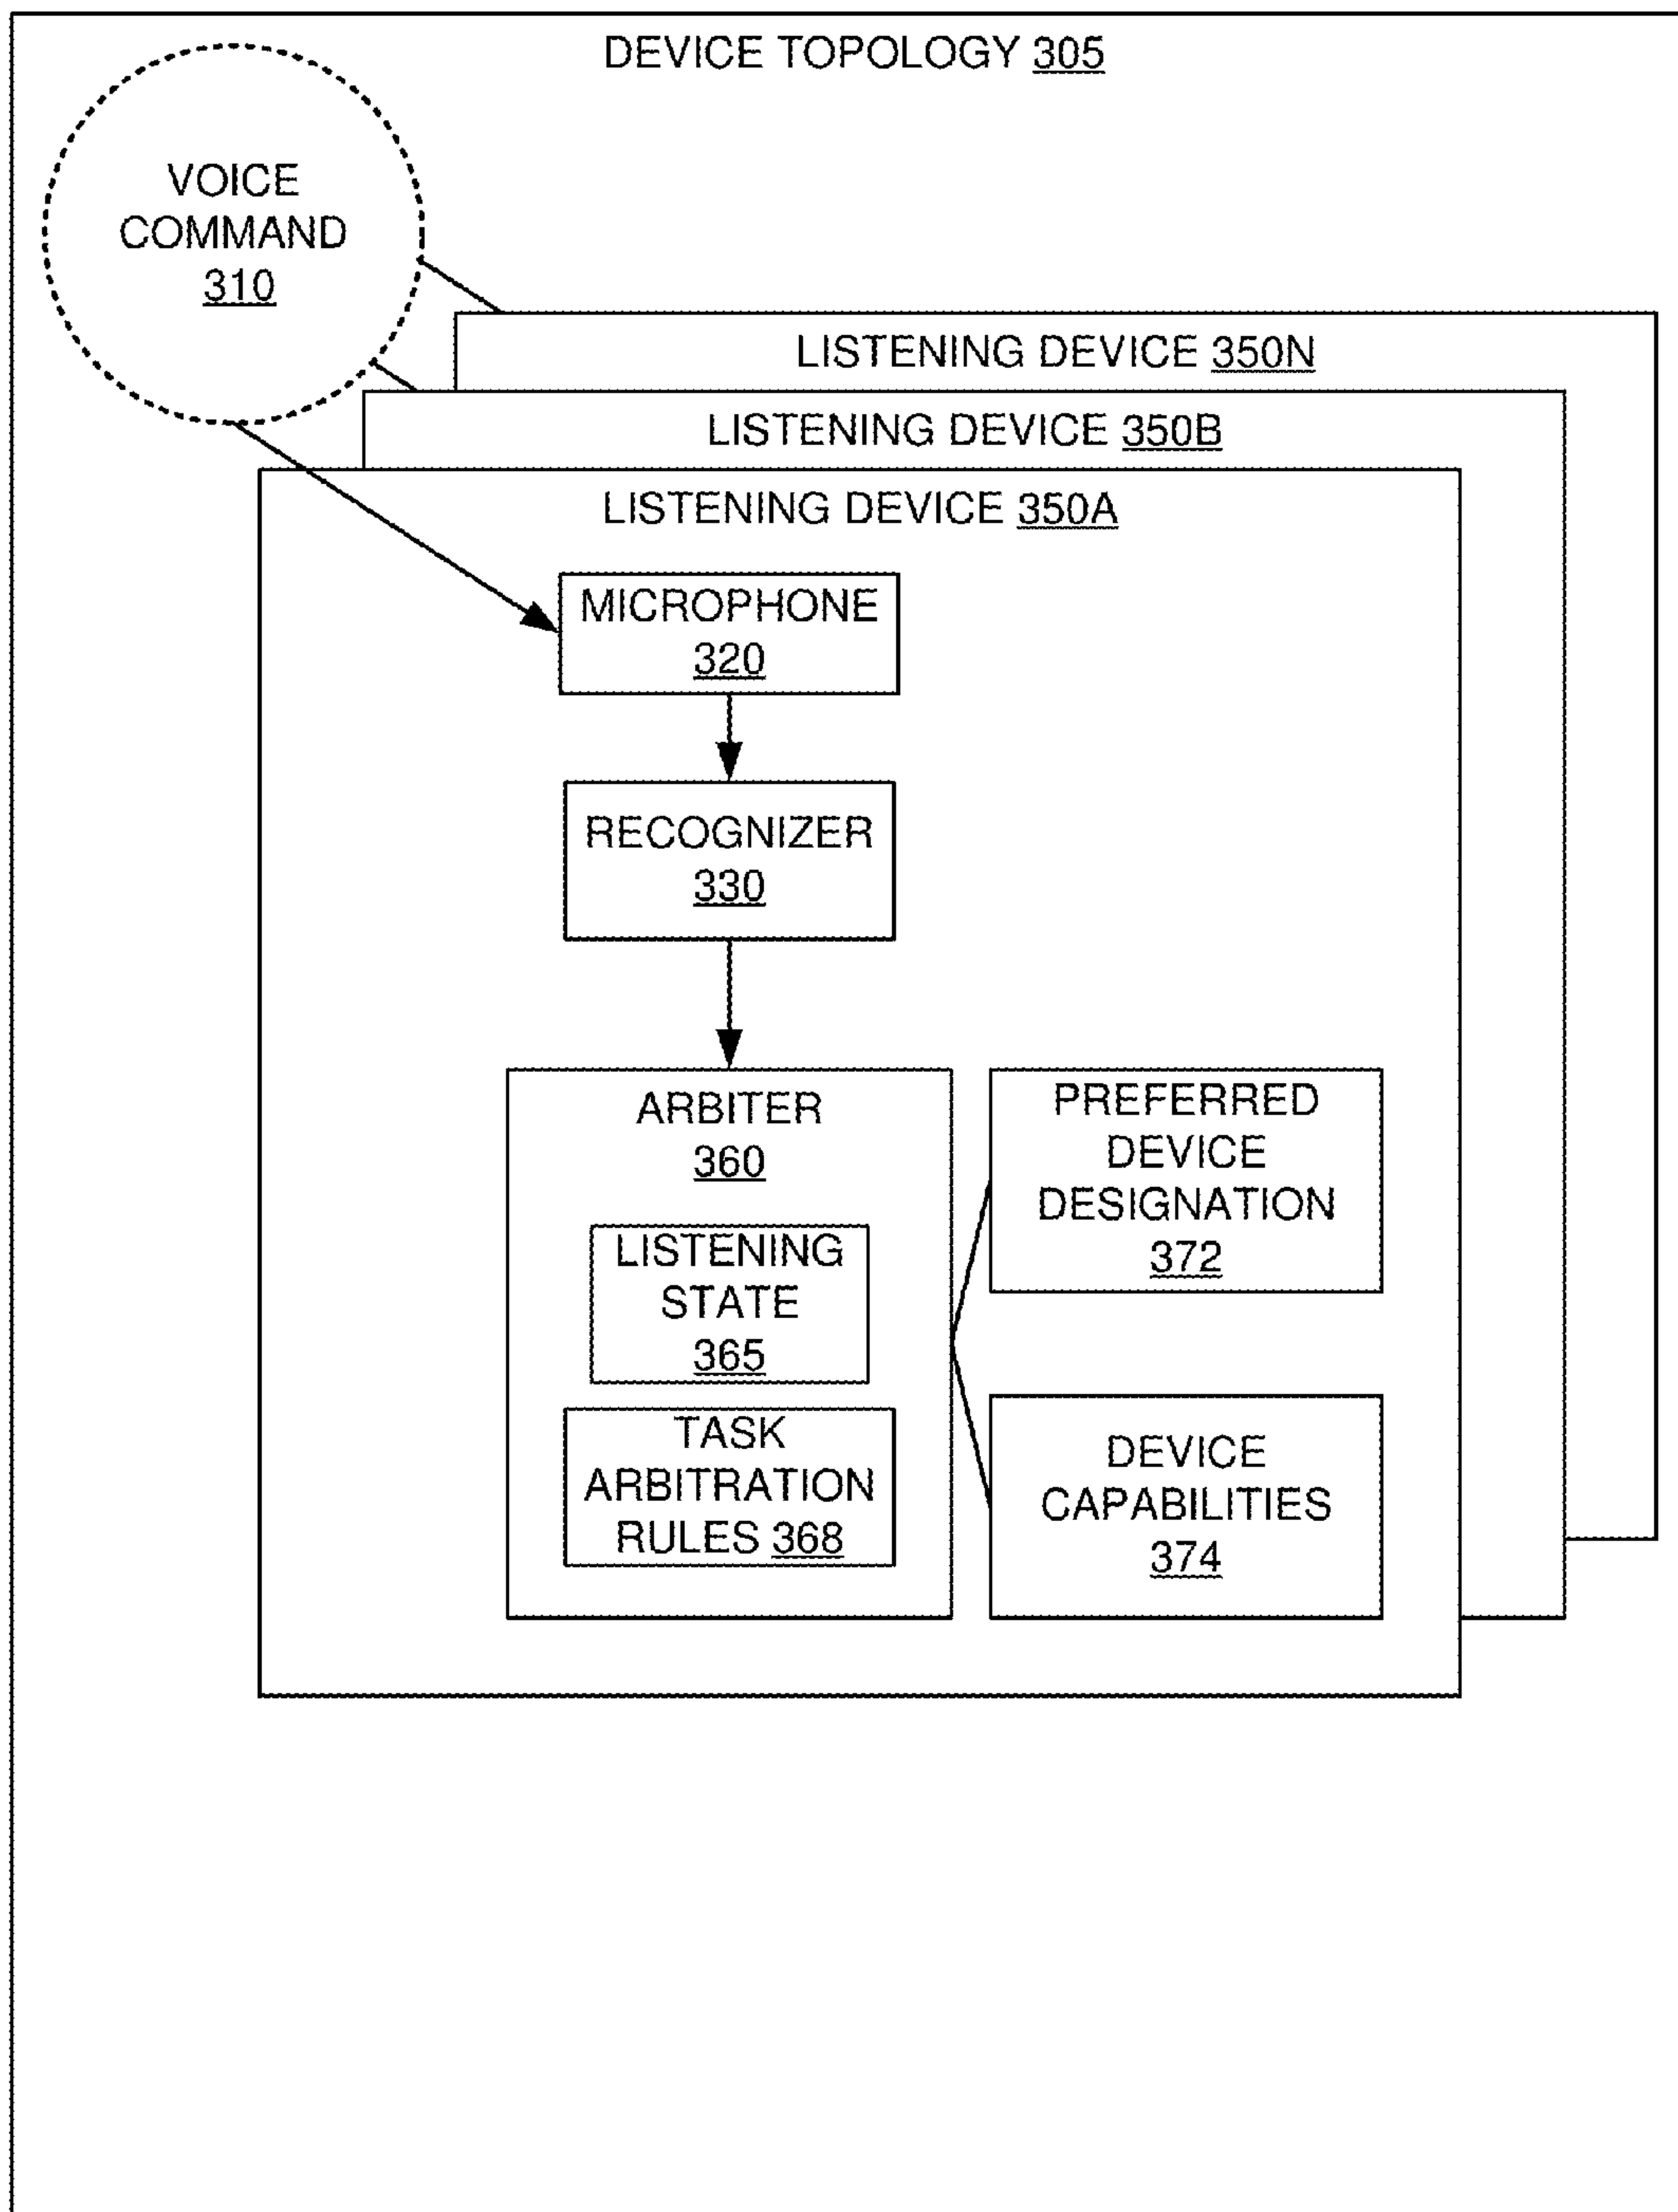 DEVICE TOPOLOGY 305
VOICE
COMMAND
310
LISTENING DEVICE 350N
LISTENING DEVICE 350B
LISTENING DEVICE 350A
MICROPHONE
320
RECOGNIZER
330
ARBITER
360
LISTENING
STATE
365
TASK
ARBITRATION
RULES 368
PREFERRED
DEVICE
DESIGNATION
372
DEVICE
CAPABILITIES
374